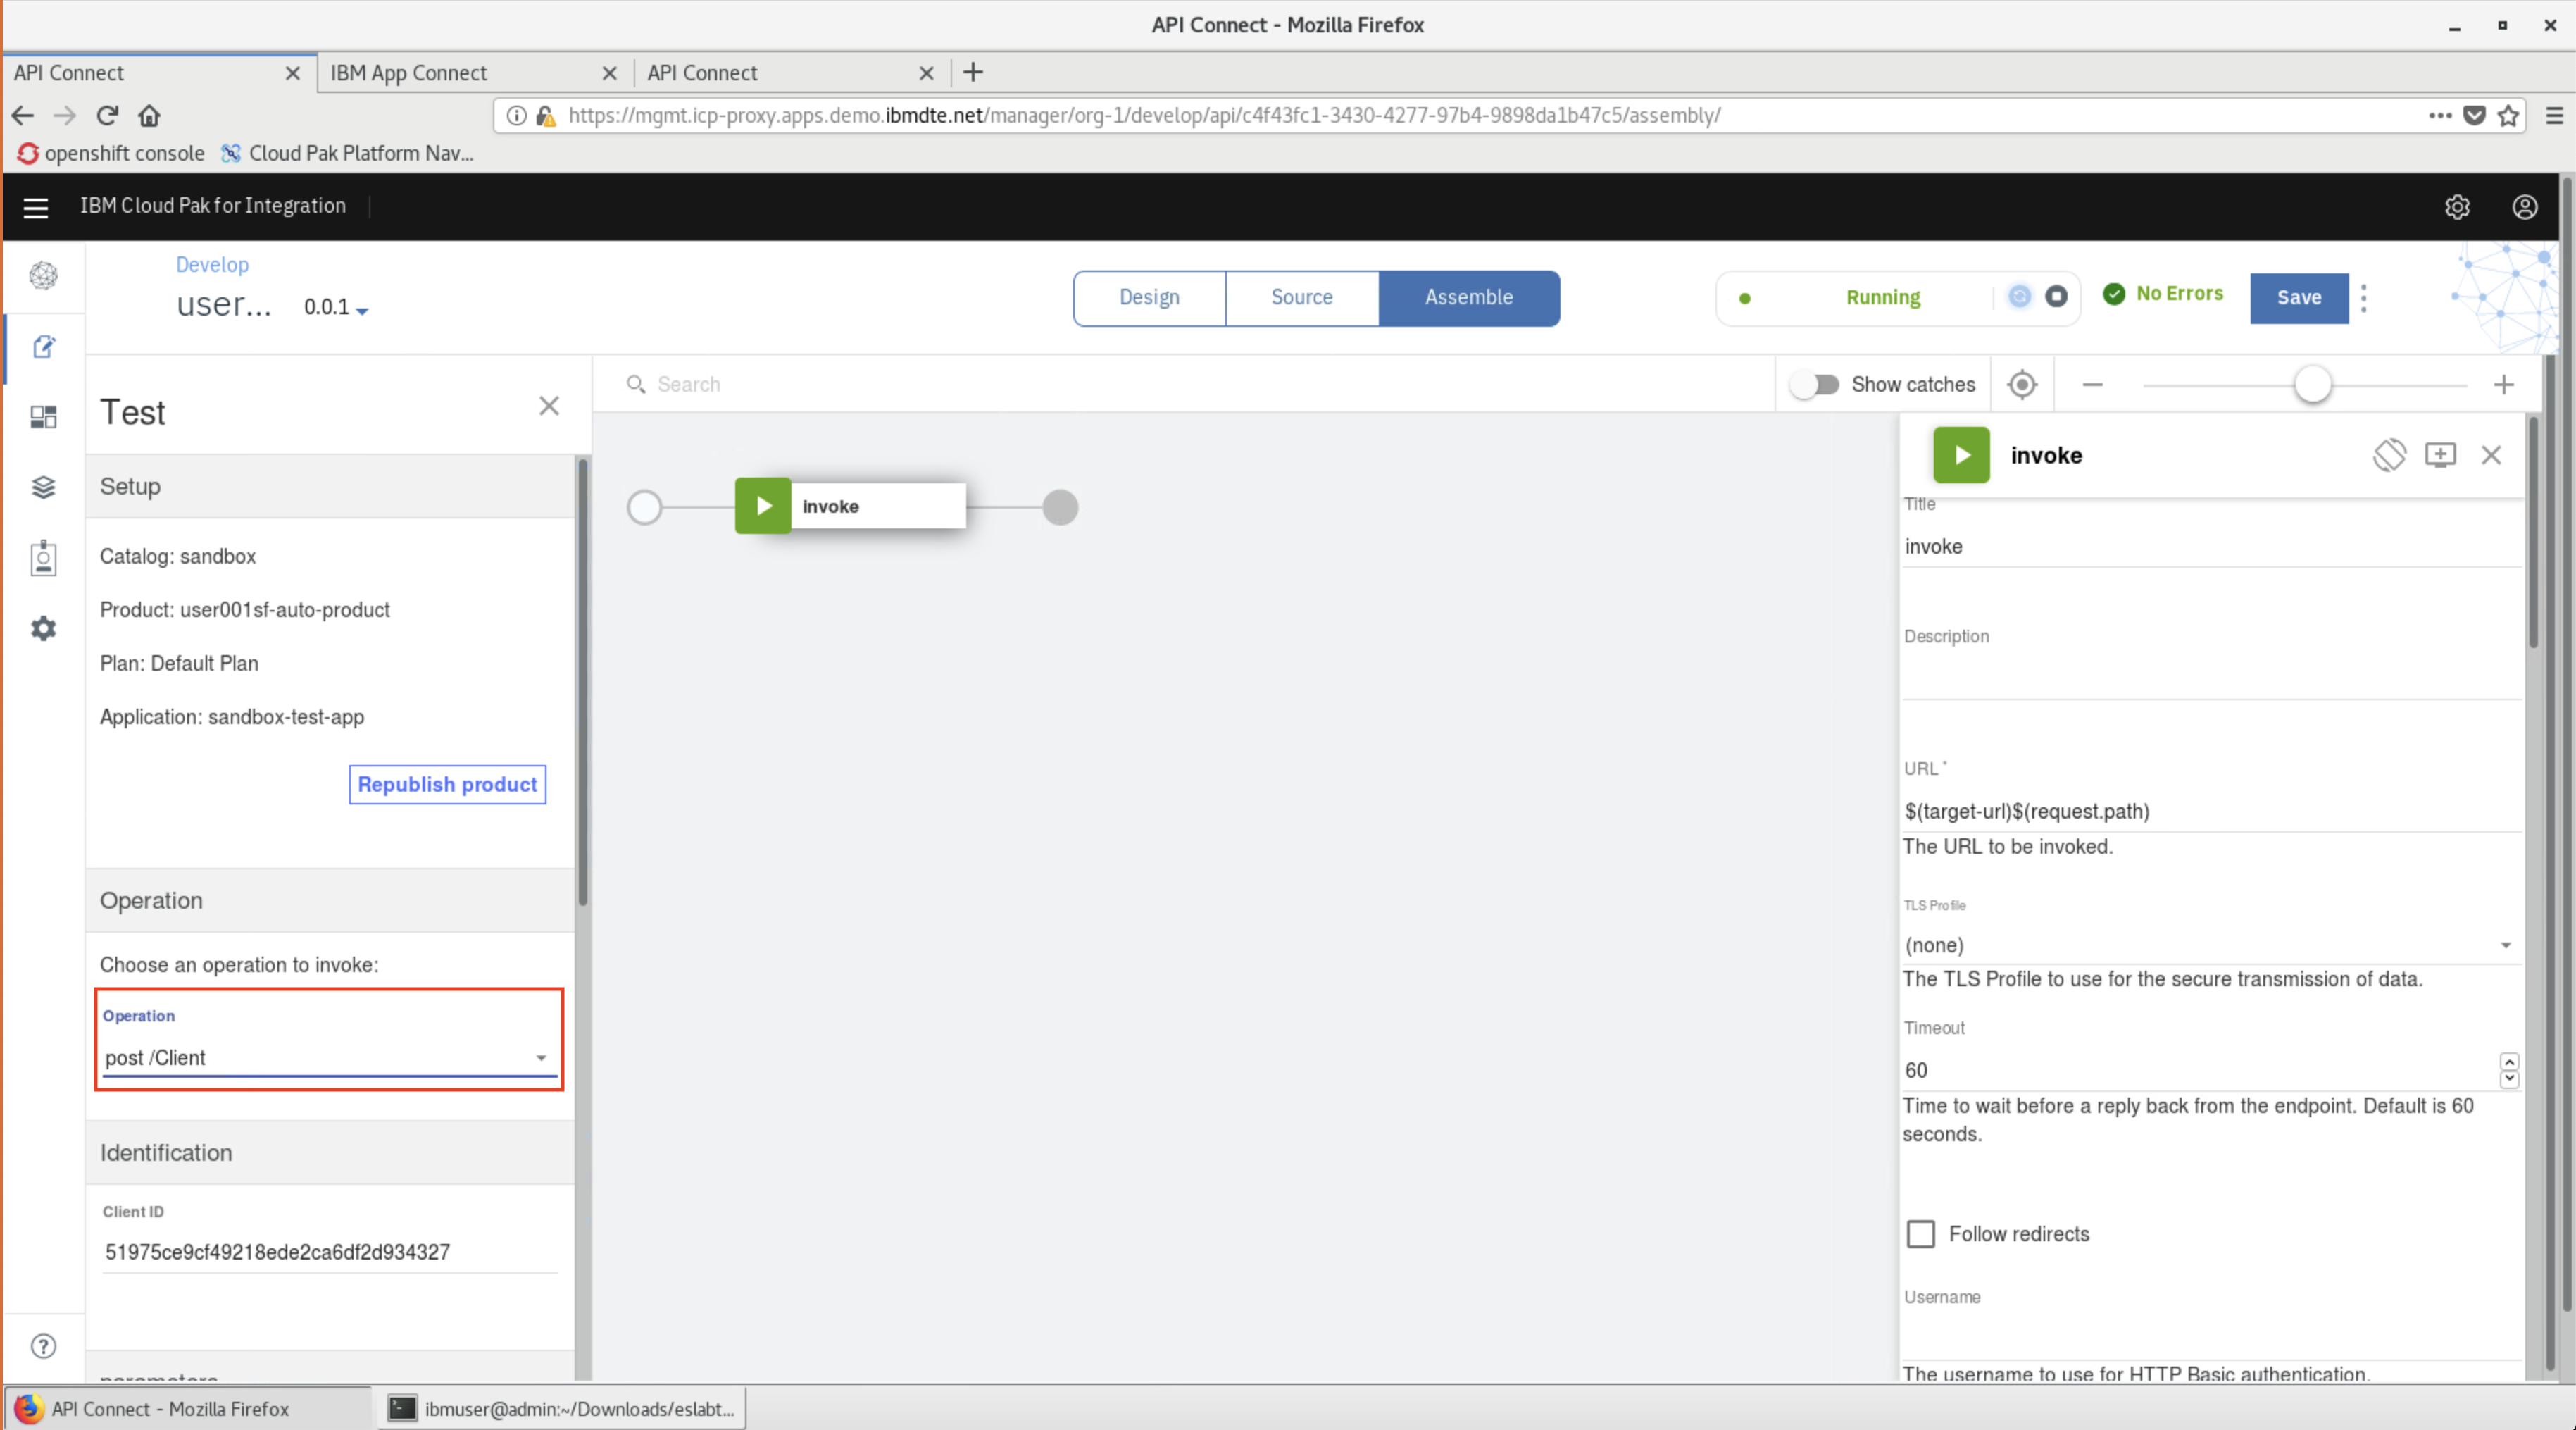 API Connect - Mozilla Firefox
API Connect
IBM App Connect
API Connect
https://mgmt.icp-proxy.apps.demo.ibmdte.net/manager/org-1/develop/api/c4f43fc1-3430-4277-97b4-9898da1b47c5/assembly/
openshift console
Cloud Pak Platform Nav...
IBM Cloud Pak for Integration
Develop
user...
0.0.1
Design
Source
Assemble
Running
No Errors
Save
Test
Search
Show catches
Setup
Catalog: sandbox
Product: user001sf-auto-product
Plan: Default Plan
Application: sandbox-test-app
Republish product
Operation
Choose an operation to invoke:
Operation
post /Client
Identification
Client ID
51975ce9cf49218ede2ca6df2d934327
parameters
invoke
invoke
Title
invoke
Description
URL *
$(target-url)$(request.path)
The URL to be invoked.
TLS Profile
(none)
The TLS Profile to use for the secure transmission of data.
Timeout
60
Time to wait before a reply back from the endpoint. Default is 60
seconds.
Follow redirects
Username
The username to use for HTTP Basic authentication.
API Connect - Mozilla Firefox
ibmuser@admin:~/Downloads/eslabt...